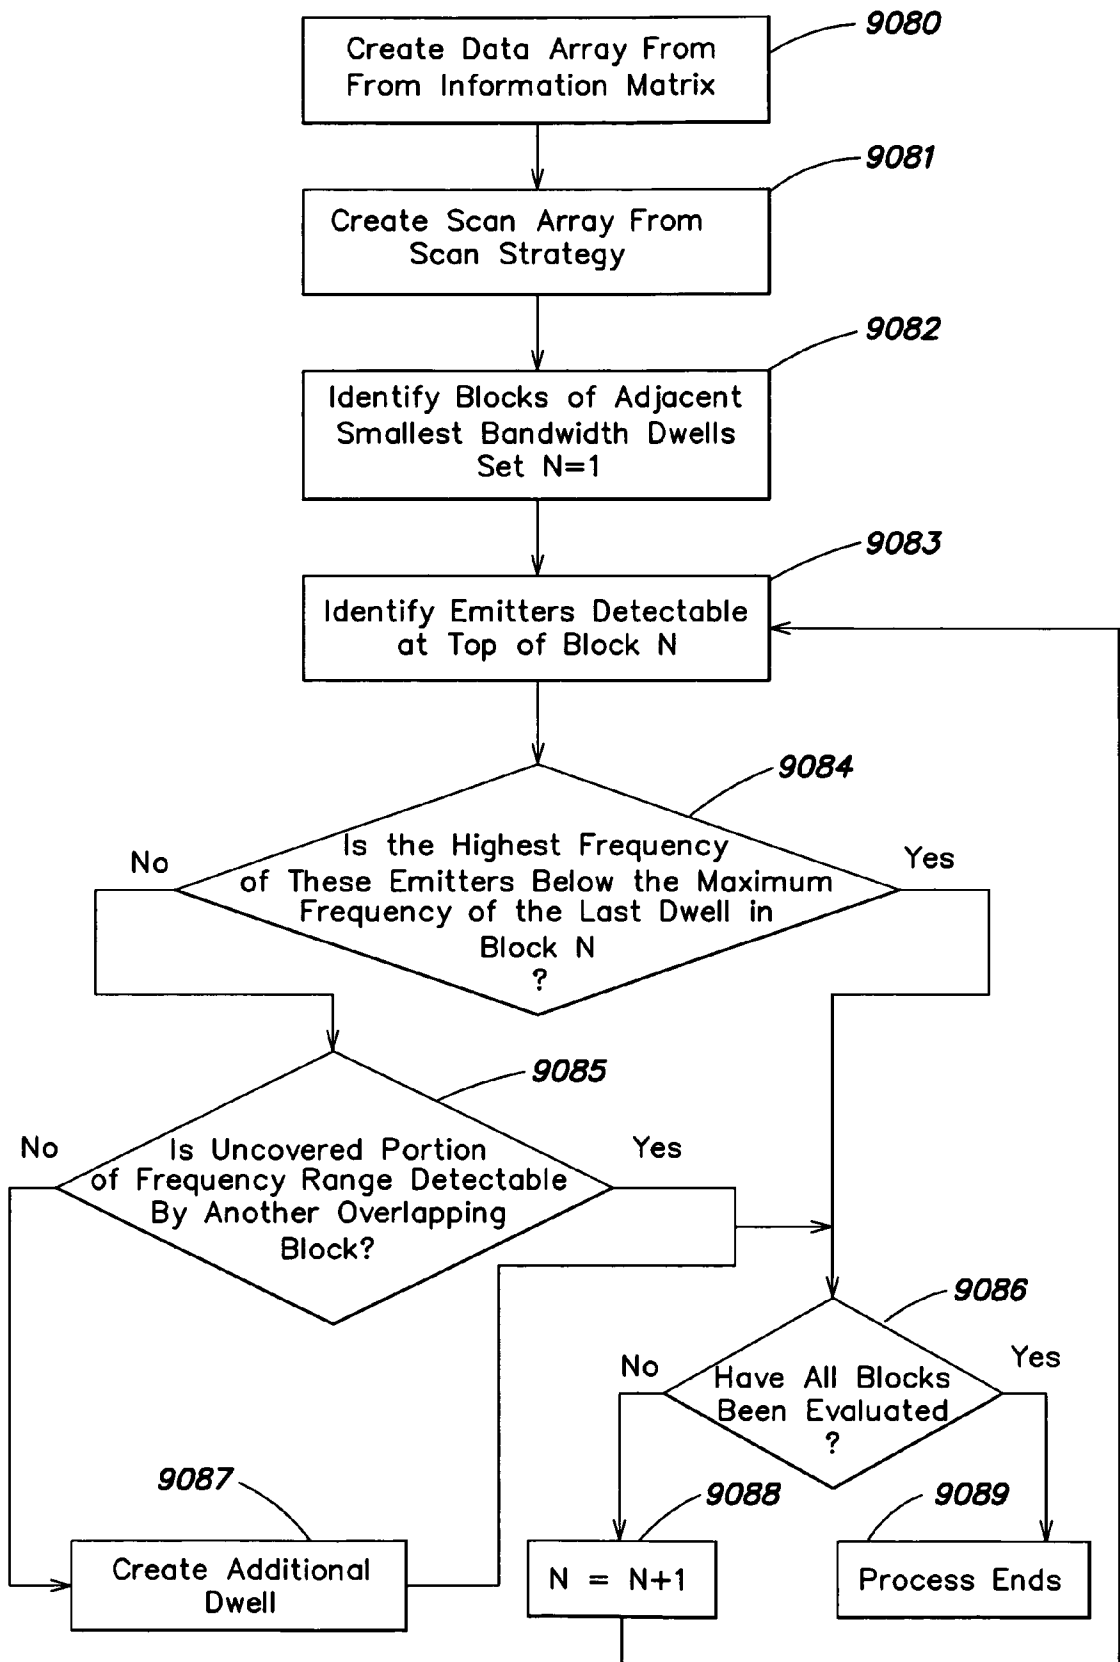 9080
Create Data Array From
From Information Matrix
9081
Create Scan Array From
Scan Strategy
9082
Identify Blocks of Adjacent
Smallest Bandwidth Dwells
Set N=1
9083
Identify Emitters Detectable
at Top of Block N
9084
No
Yes
Is the Highest Frequency
of These Emitters Below the Maximum
Frequency of the Last Dwell in
Block N
?
9085
No
Yes
Is Uncovered Portion
of Frequency Range Detectable
By Another Overlapping
Block?
9086
No
Yes
Have All Blocks
Been Evaluated
?
9087
Create Additional
Dwell
9088
N = N+1
9089
Process Ends